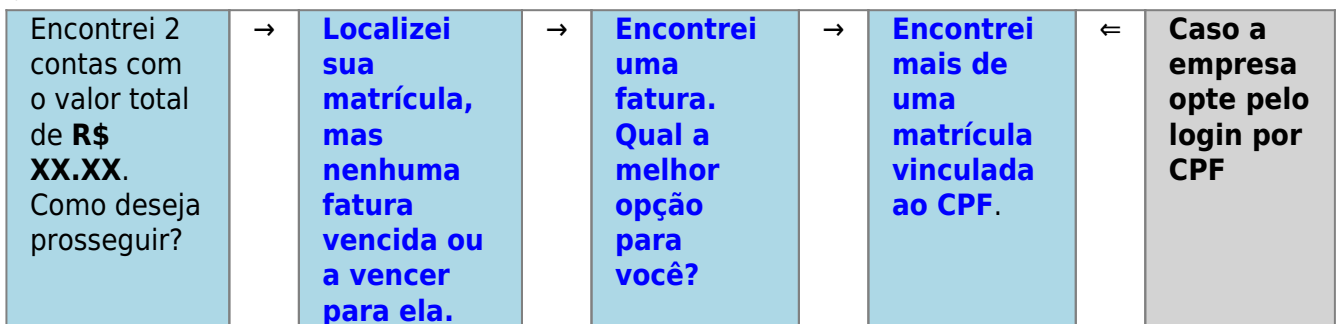 Encontrei 2
contas com
o valor total
de R$
XX.XX.
Como deseja
prosseguir?
→
Localizei
sua
matrícula,
mas
nenhuma
fatura
vencida ou
a vencer
para ela.
→
Encontrei
uma
fatura.
Qual a
melhor
opção
para
você?
→
Encontrei
mais de
uma
matrícula
vinculada
ao CPF.
⇐
Caso a
empresa
opte pelo
login por
CPF